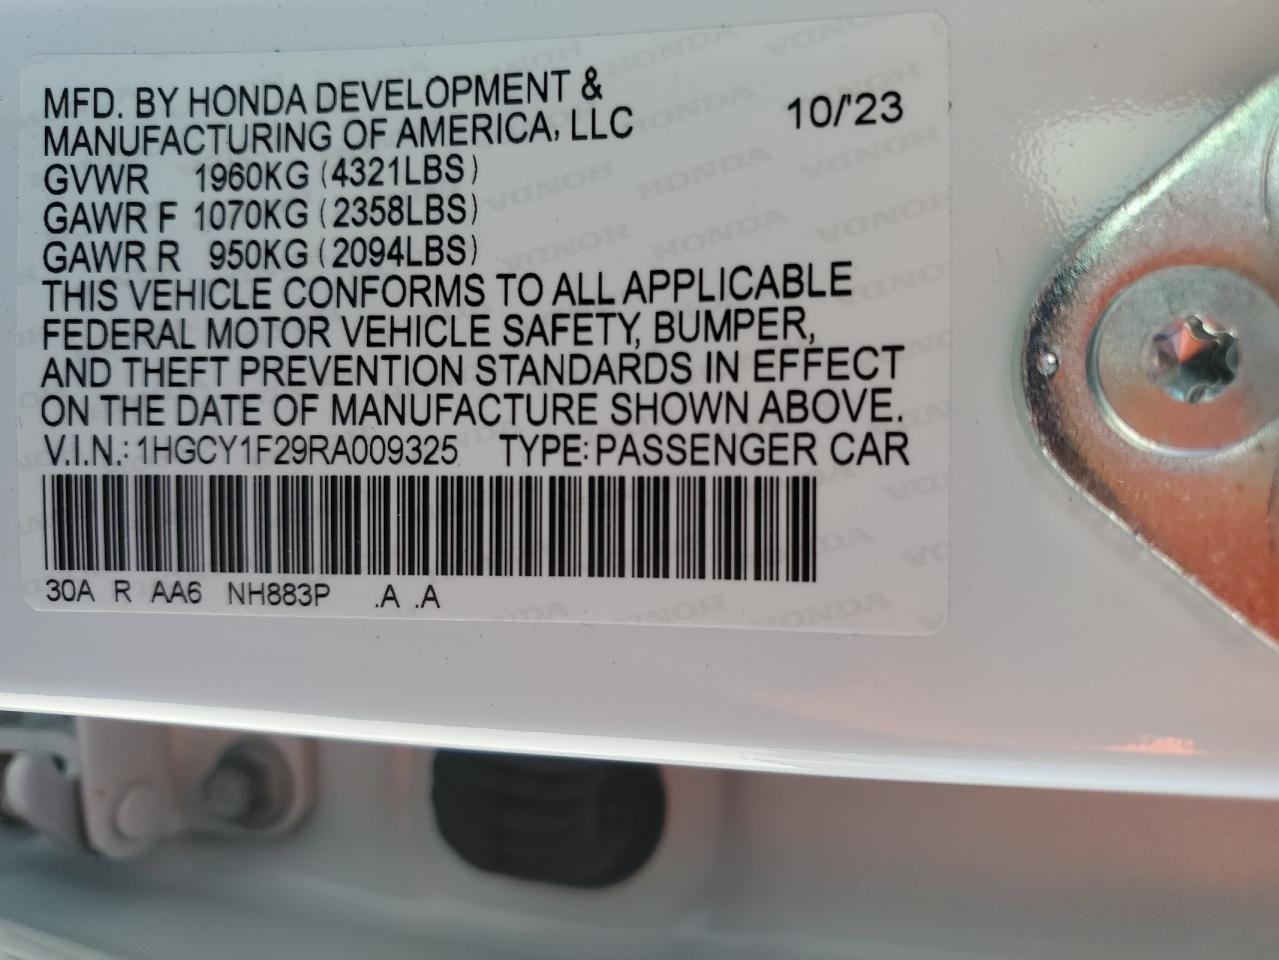 MFD. BY HONDA DEVELOPMENT &
MANUFACTURING OF AMERICA, LLC 10/'23
GVWR 1960KG (4321LBS)
GAWR F 1070KG (2358LBS)
GAWR R 950KG (2094LBS)
THIS VEHICLE CONFORMS TO ALL APPLICABLE
FEDERAL MOTOR VEHICLE SAFETY, BUMPER,
AND THEFT PREVENTION STANDARDS IN EFFECT
ON THE DATE OF MANUFACTURE SHOWN ABOVE.
V.I.N.: 1HGCY1F29RA009325 TYPE: PASSENGER CAR
30A R AA6 NH883P .A .A